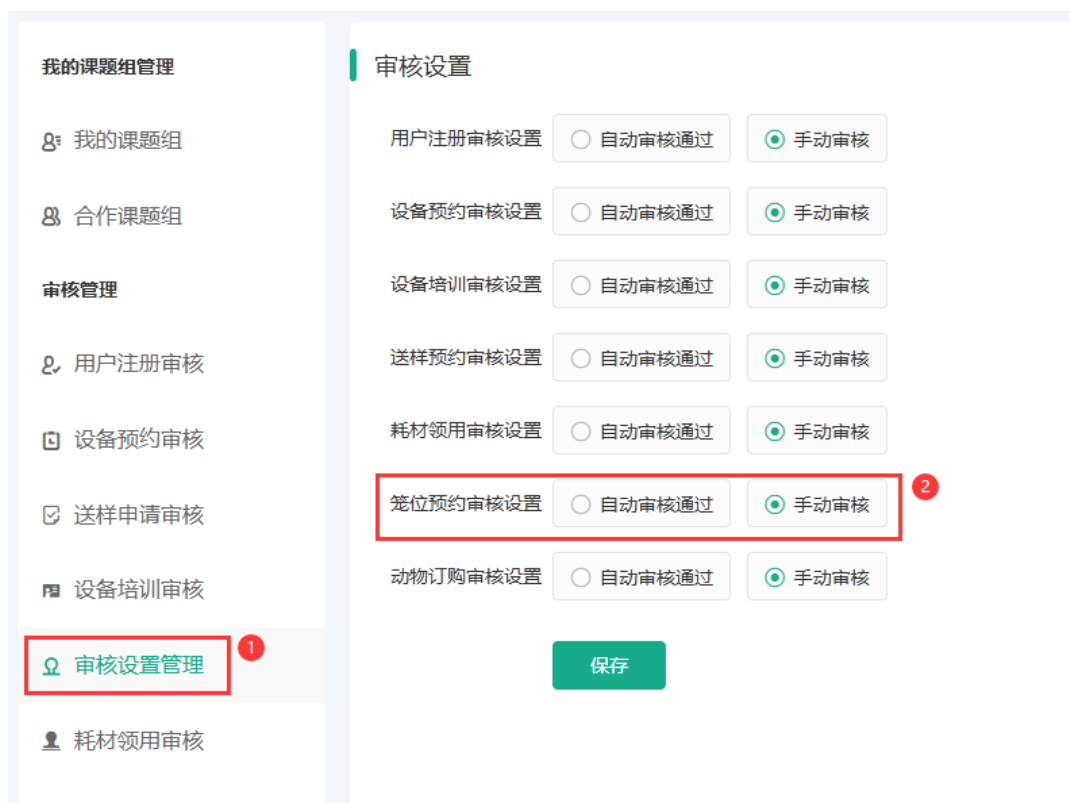 我的课题组管理
我的课题组
合作课题组
审核管理
用户注册审核
设备预约审核
送样申请审核
设备培训审核
审核设置管理 1
耗材领用审核
审核设置
用户注册审核设置 自动审核通过 手动审核
设备预约审核设置 自动审核通过 手动审核
设备培训审核设置 自动审核通过 手动审核
送样预约审核设置 自动审核通过 手动审核
耗材领用审核设置 自动审核通过 手动审核
笼位预约审核设置 自动审核通过 手动审核 2
动物订购审核设置 自动审核通过 手动审核
保存